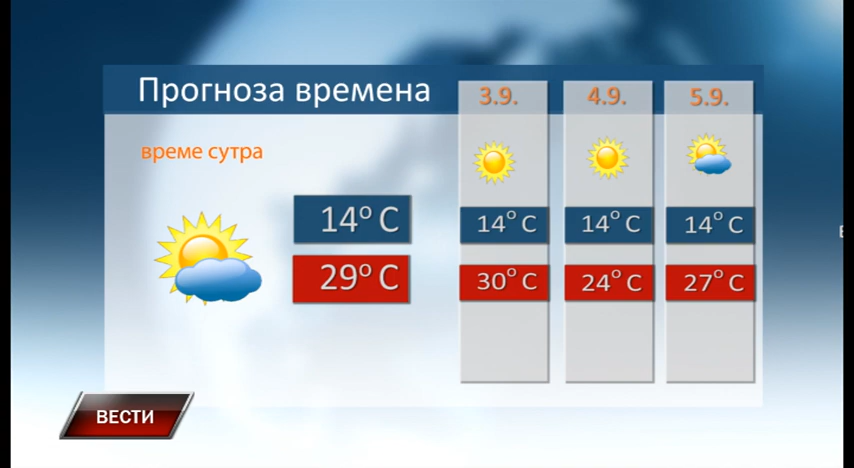 Прогноза времена
време сутра
14° C
29° C
3.9.
14° C
30° C
4.9.
14° C
24° C
5.9.
14° C
27° C
ВЕСТИ